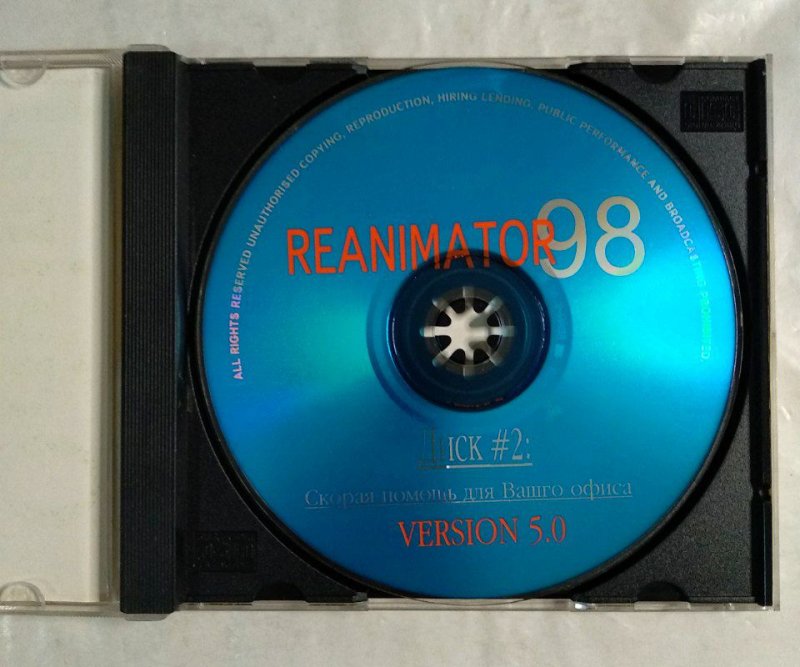 ALL RIGHTS RESERVED UNAUTHORISED COPYING, REPRODUCTION, HIRING LENDING, PUBLIC PERFORMANCE AND BROADCASTING PROHIBITED.
REANIMATOR 98
Диск #2:
Скорая помощь для Вашго офиса
VERSION 5.0